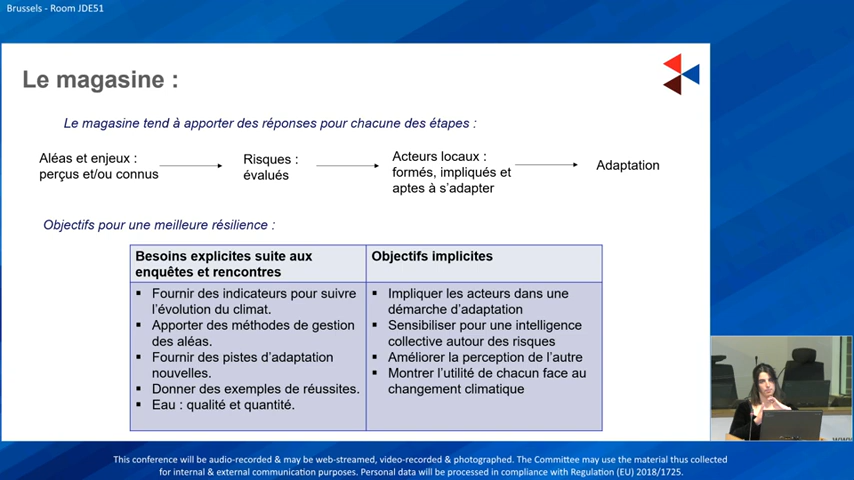 Brussels - Room JDE51
Le magasine :
Le magasine tend à apporter des réponses pour chacune des étapes :
Aléas et enjeux :
perçus et/ou connus
Risques :
évalués
Acteurs locaux :
formés, impliqués et
aptes à s’adapter
Adaptation
Objectifs pour une meilleure résilience :
Besoins explicites suite aux
enquêtes et rencontres
▪ Fournir des indicateurs pour suivre
l’évolution du climat.
▪ Apporter des méthodes de gestion
des aléas.
▪ Fournir des pistes d’adaptation
nouvelles.
▪ Donner des exemples de réussites.
▪ Eau : qualité et quantité.
Objectifs implicites
▪ Impliquer les acteurs dans une
démarche d’adaptation
▪ Sensibiliser pour une intelligence
collective autour des risques
▪ Améliorer la perception de l’autre
▪ Montrer l’utilité de chacun face au
changement climatique
This conference will be audio-recorded & may be web-streamed, video-recorded & photographed. The Committee may use the material thus collected
for internal & external communication purposes. Personal data will be processed in compliance with Regulation (EU) 2018/1725.